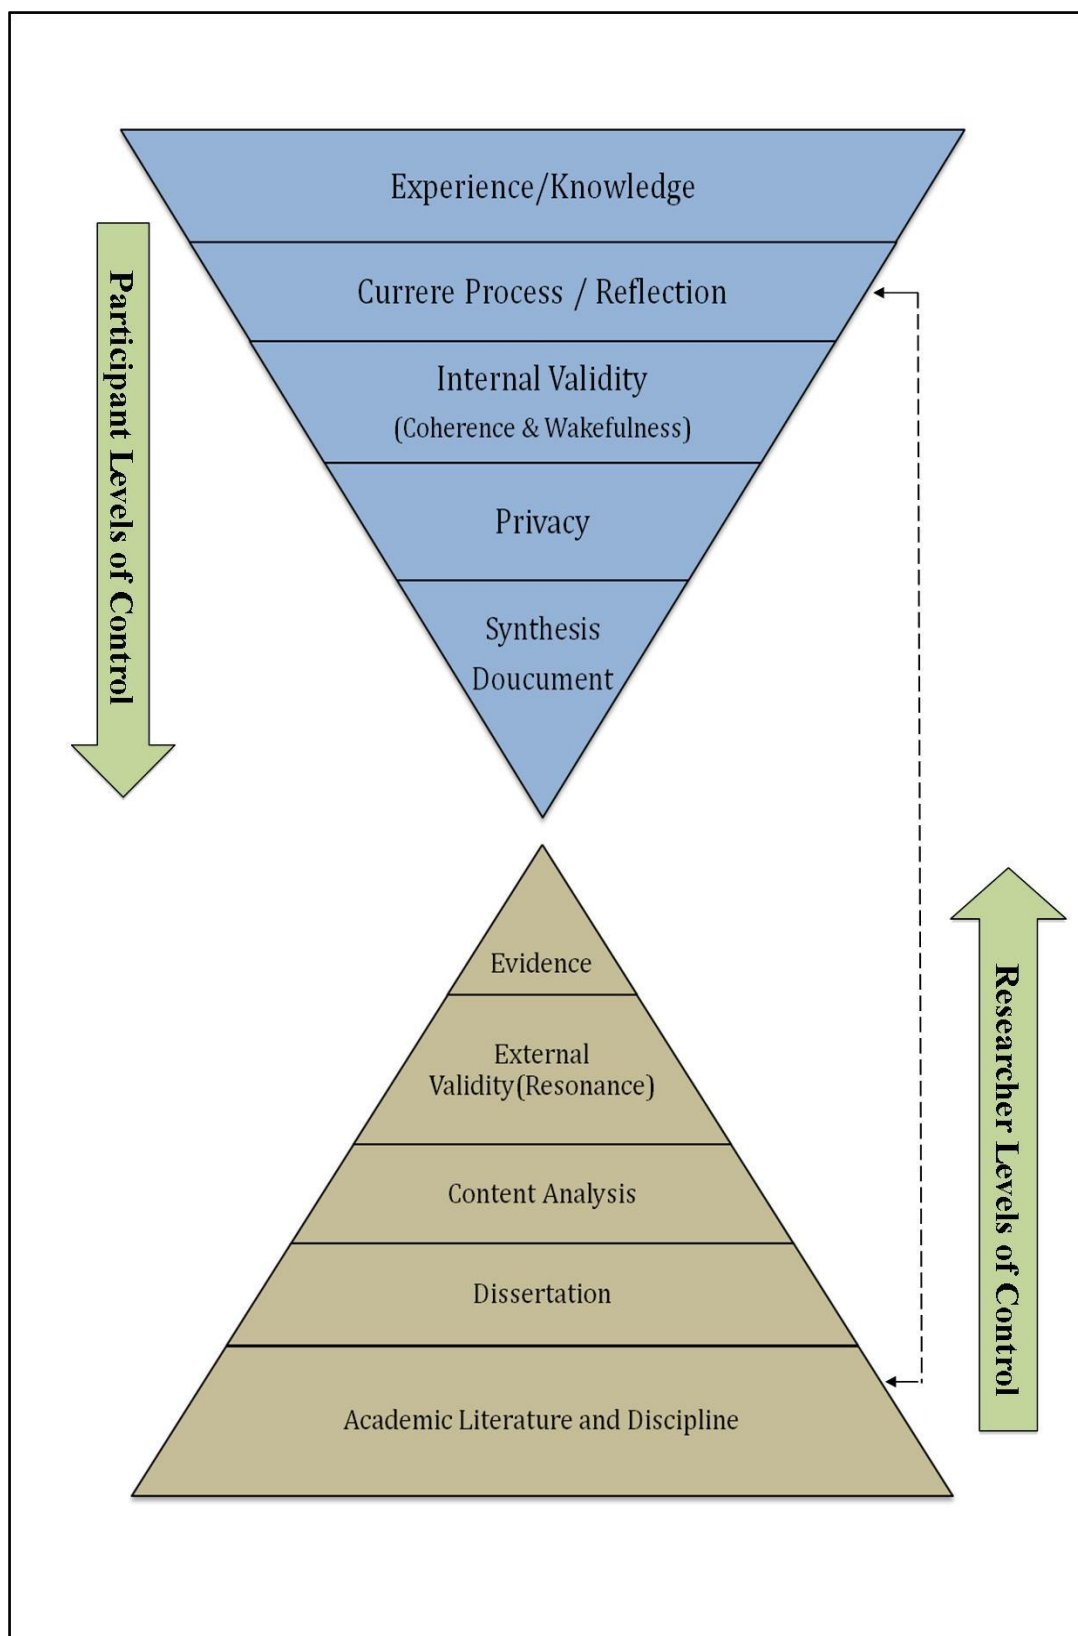 Experience/Knowledge
Currere Process / Reflection
Internal Validity
(Coherence & Wakefulness)
Privacy
Synthesis
Doucument
Participant Levels of Control
Evidence
External
Validity(Resonance)
Content Analysis
Dissertation
Academic Literature and Discipline
Researcher Levels of Control